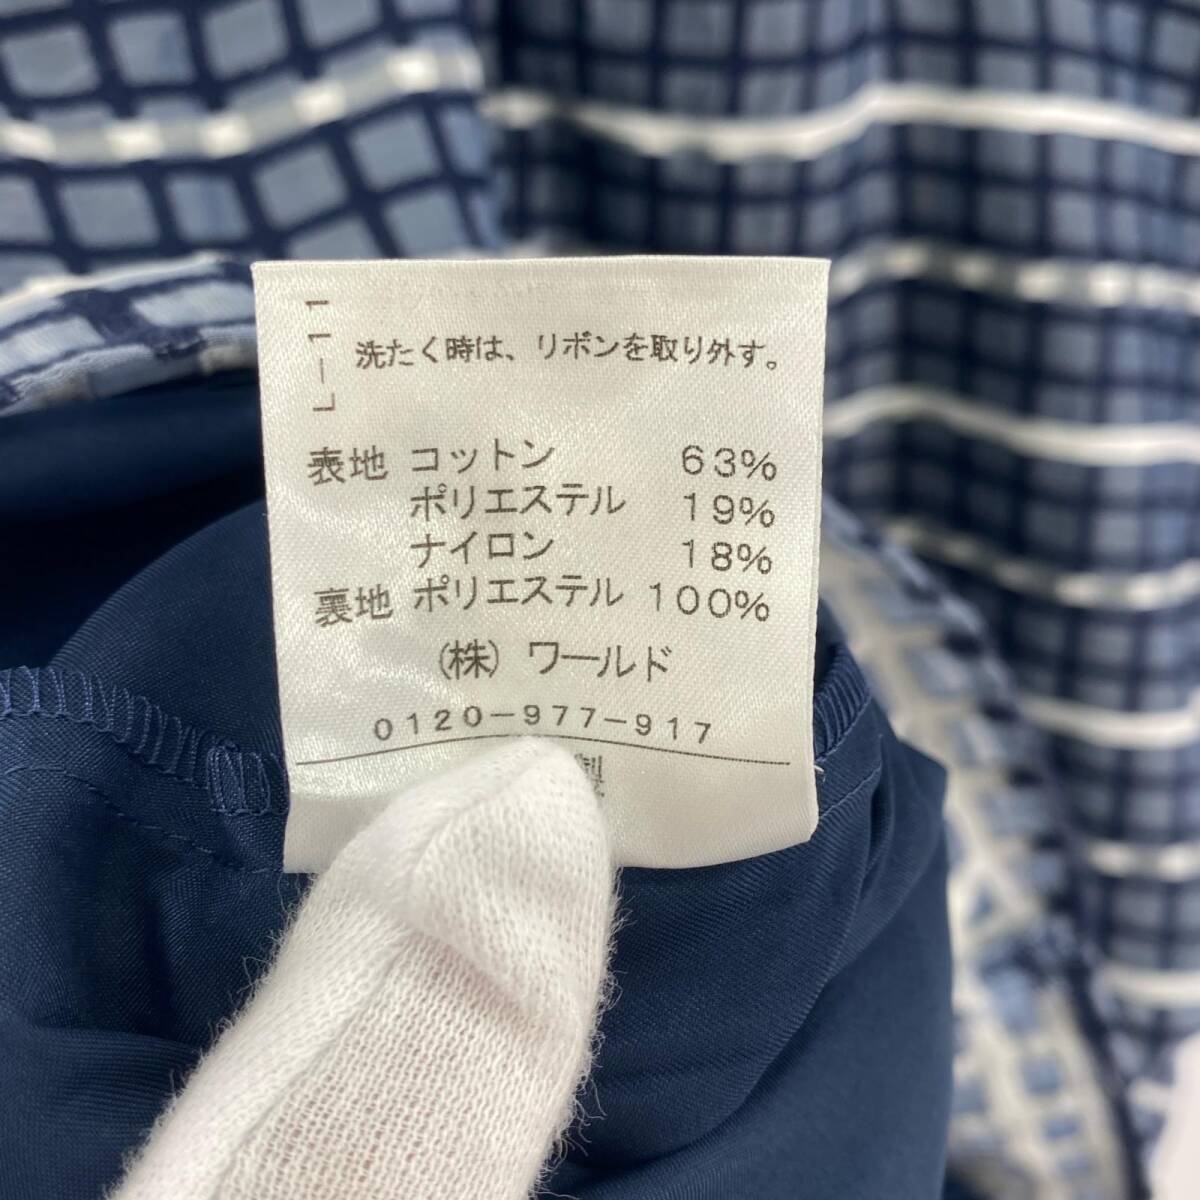 L-11
洗たく時は、リボンを取り外す。
表地 コットン 63%
ポリエステル 19%
ナイロン 18%
裏地 ポリエステル 100%
(株) ワールド
0120-977-917
製